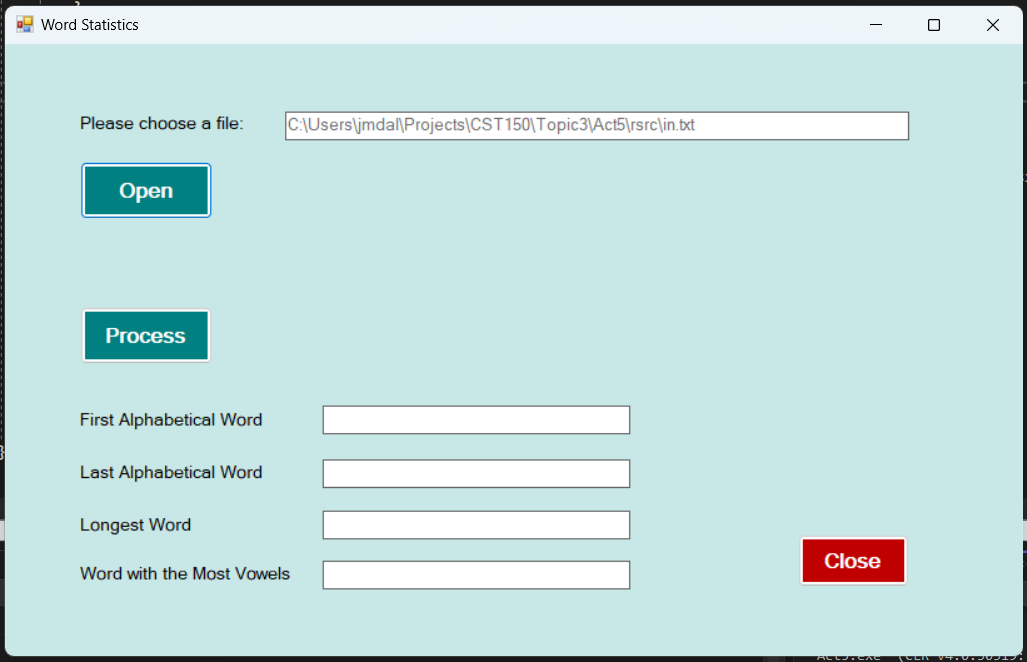 Word Statistics
Please choose a file:
C:\Users\jmdal\Projects\CST150\Topic3\Act5\rsrc\in.txt
Open
Process
First Alphabetical Word
Last Alphabetical Word
Longest Word
Word with the Most Vowels
Close